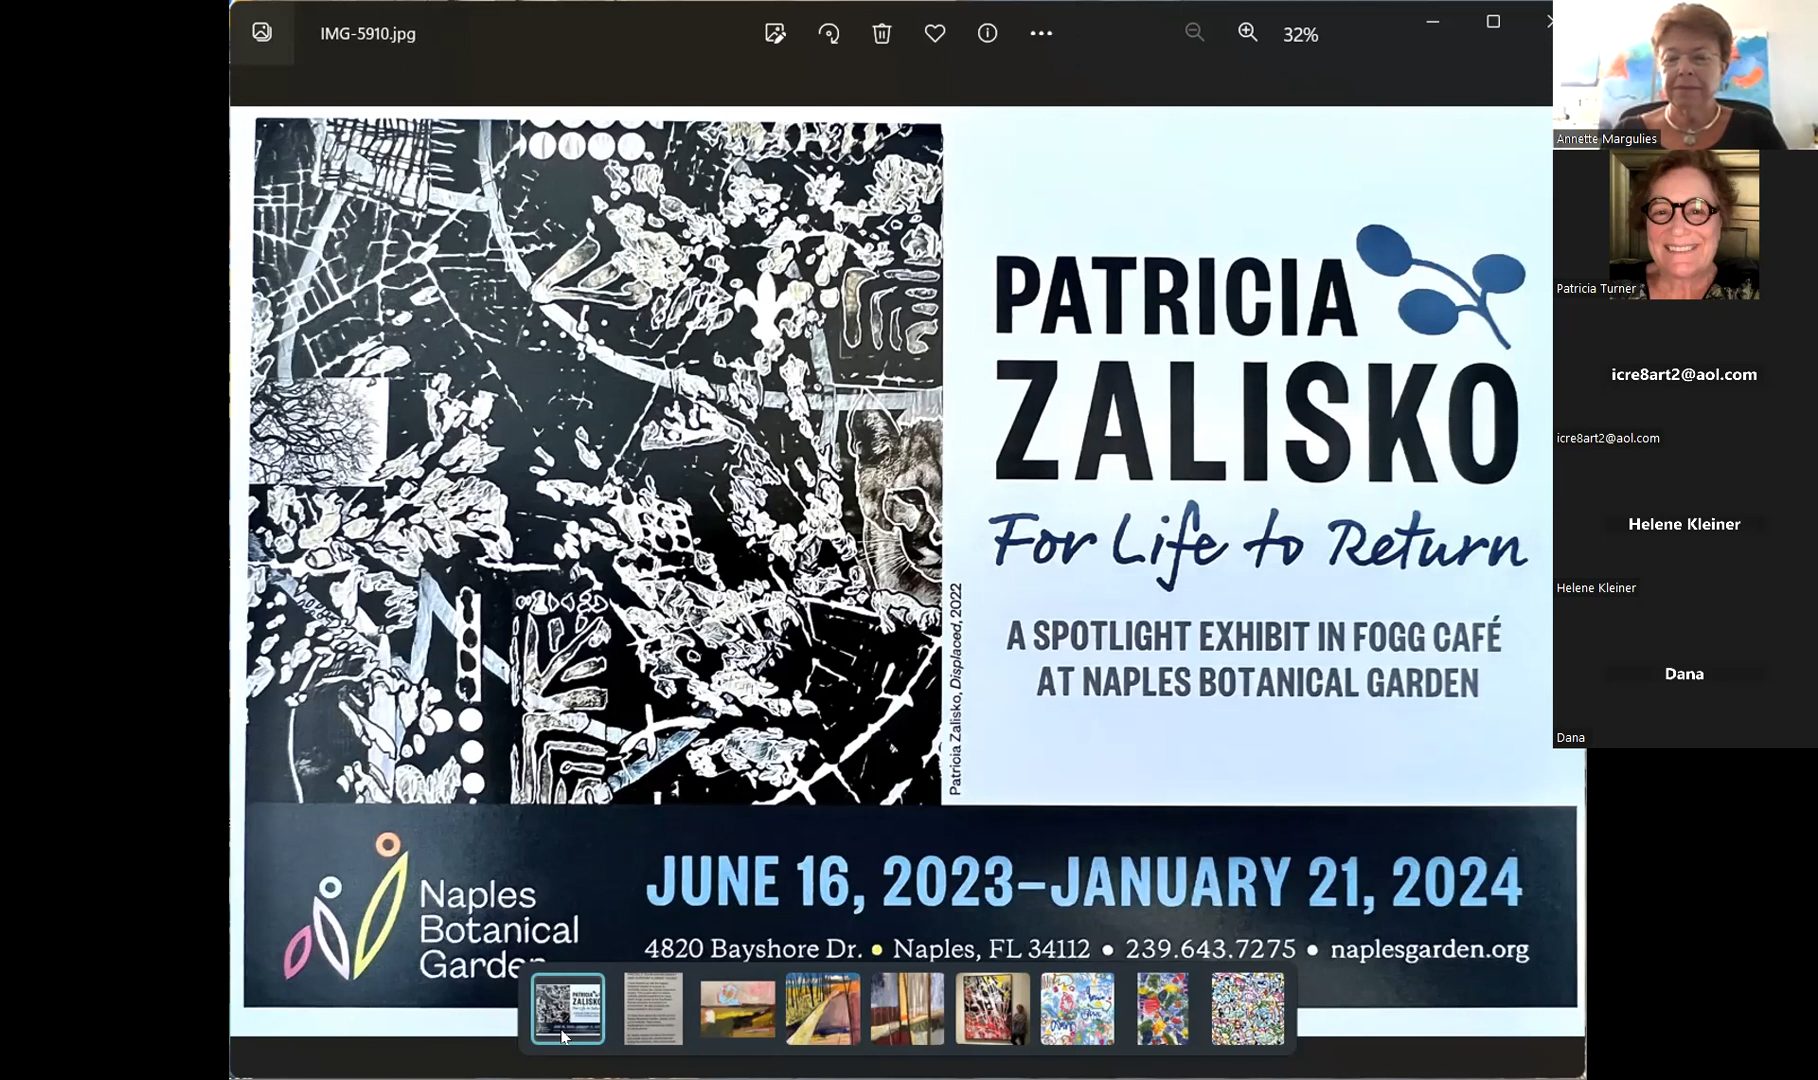 IMG-5910.jpg
32%
PATRICIA
ZALISKO
For Life to Return
A SPOTLIGHT EXHIBIT IN FOGG CAFÉ
AT NAPLES BOTANICAL GARDEN
Patricia Zalisko, Displaced, 2022
Naples
Botanical
Garden
JUNE 16, 2023–JANUARY 21, 2024
4820 Bayshore Dr. • Naples, FL 34112 • 239.643.7275 • naplesgarden.org
Annette Margulies
Patricia Turner
icre8art2@aol.com
icre8art2@aol.com
Helene Kleiner
Helene Kleiner
Dana
Dana